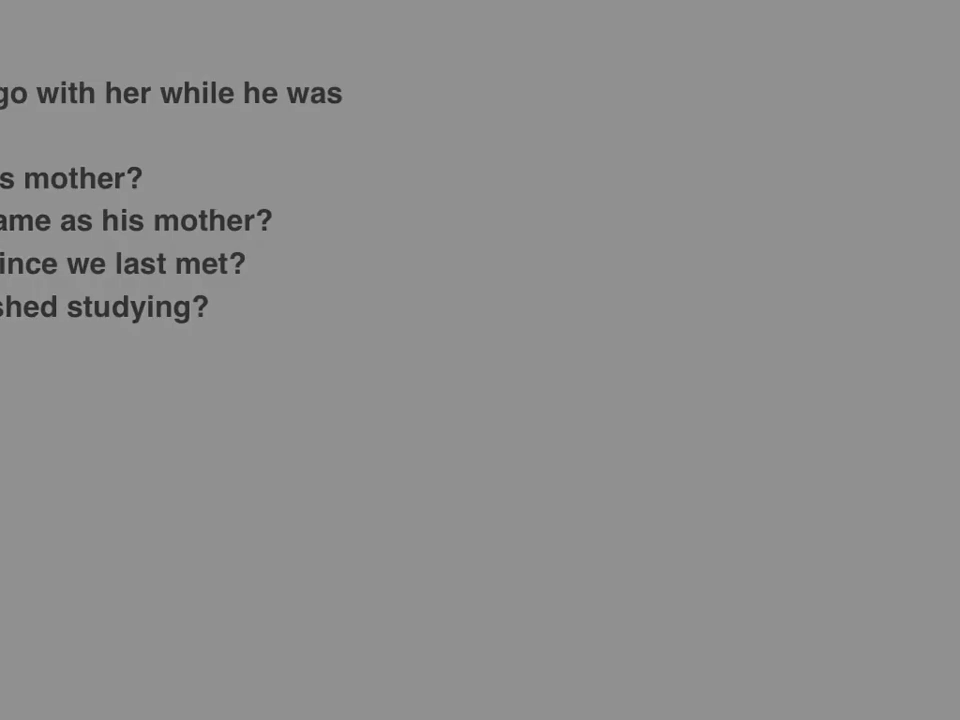 go with her while he was
s mother?
ame as his mother?
ince we last met?
shed studying?